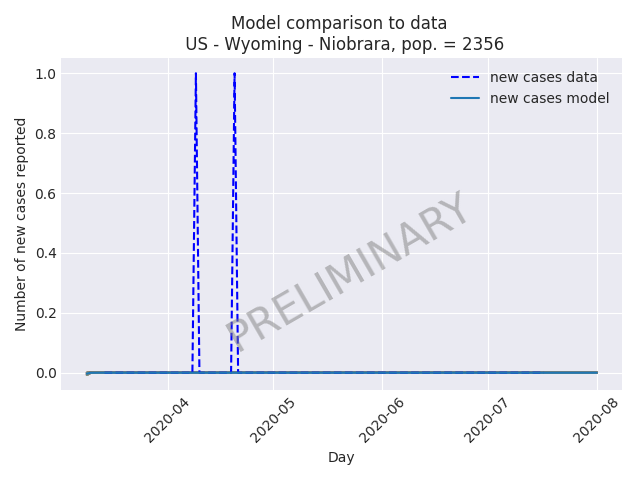 Model comparison to data
US - Wyoming - Niobrara, pop. = 2356
new cases data
new cases model
Number of new cases reported
1.0
0.8
0.6
0.4
0.2
0.0
PRELIMINARY
2020-04
2020-05
2020-06
2020-07
2020-08
Day